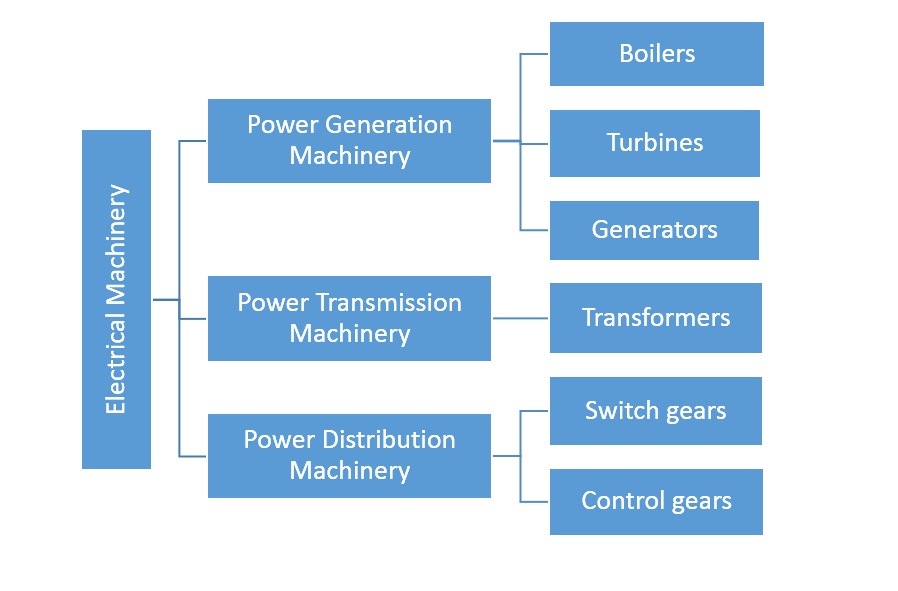 Electrical Machinery
Power Generation
Machinery
Boilers
Turbines
Generators
Power Transmission
Machinery
Transformers
Power Distribution
Machinery
Switch gears
Control gears